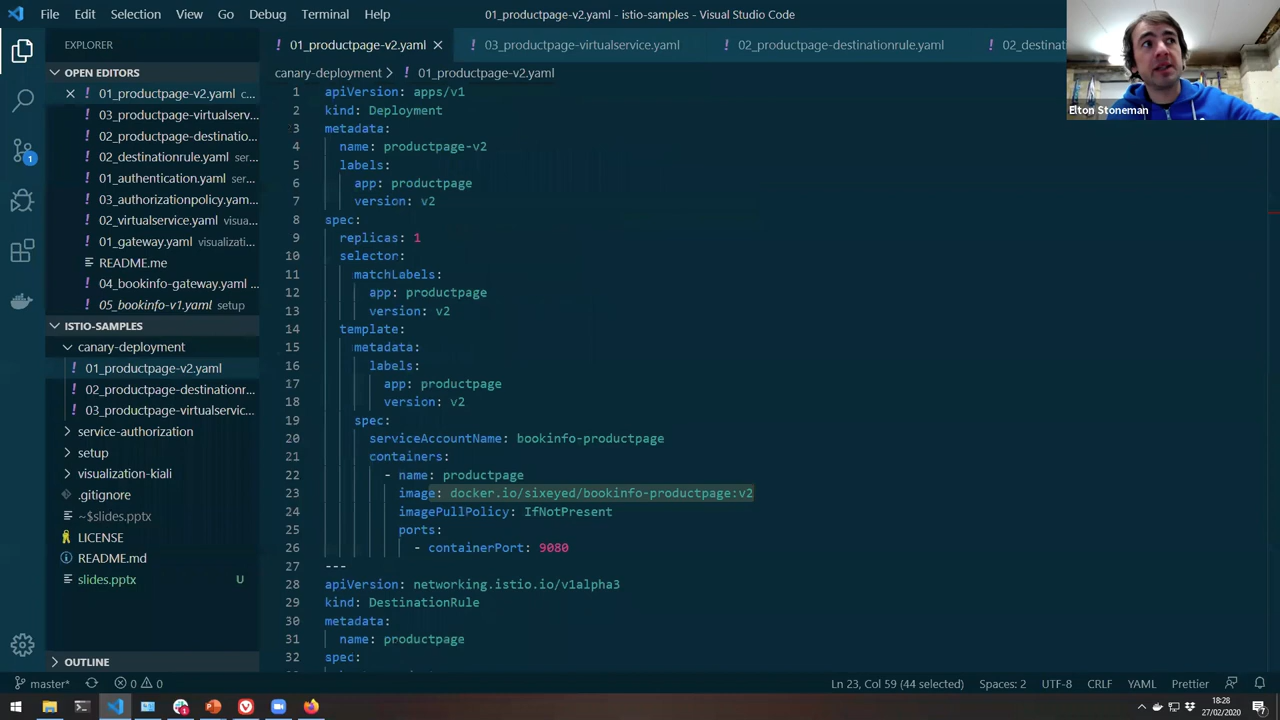 File Edit Selection View Go Debug Terminal Help
01_productpage-v2.yaml - istio-samples - Visual Studio Code
EXPLORER
01_productpage-v2.yaml
03_productpage-virtualservice.yaml
02_productpage-destinationrule.yaml
02_destinat
Elton Stoneman
OPEN EDITORS
01_productpage-v2.yaml c...
03_productpage-virtualserv...
02_productpage-destinatio...
02_destinationrule.yaml ser...
01_authentication.yaml ser...
03_authorizationpolicy.yam...
02_virtualservice.yaml visua...
01_gateway.yaml visualizati...
README.me
04_bookinfo-gateway.yaml ...
05_bookinfo-v1.yaml setup
ISTIO-SAMPLES
canary-deployment
01_productpage-v2.yaml
02_productpage-destinationr...
03_productpage-virtualservic...
service-authorization
setup
visualization-kiali
.gitignore
~$slides.pptx
LICENSE
README.md
slides.pptx U
OUTLINE
canary-deployment > 01_productpage-v2.yaml
1 apiVersion: apps/v1
2 kind: Deployment
3 metadata:
4 name: productpage-v2
5 labels:
6 app: productpage
7 version: v2
8 spec:
9 replicas: 1
10 selector:
11 matchLabels:
12 app: productpage
13 version: v2
14 template:
15 metadata:
16 labels:
17 app: productpage
18 version: v2
19 spec:
20 serviceAccountName: bookinfo-productpage
21 containers:
22 - name: productpage
23 image: docker.io/sixeyed/bookinfo-productpage:v2
24 imagePullPolicy: IfNotPresent
25 ports:
26 - containerPort: 9080
27 ---
28 apiVersion: networking.istio.io/v1alpha3
29 kind: DestinationRule
30 metadata:
31 name: productpage
32 spec:
master* 0 0
Ln 23, Col 59 (44 selected) Spaces: 2 UTF-8 CRLF YAML Prettier
18:28
27/02/2020